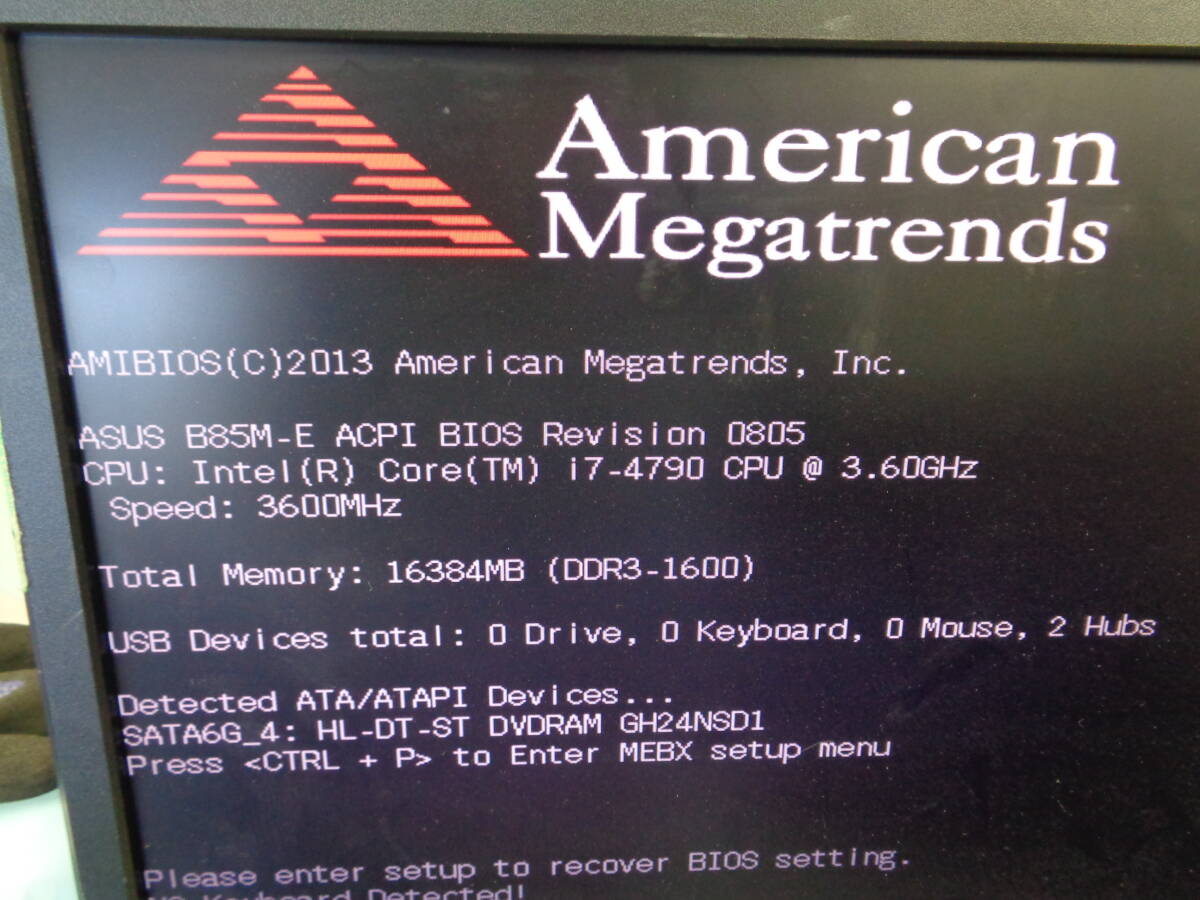 American
Megatrends
AMIBIOS(C)2013 American Megatrends, Inc.
ASUS B85M-E ACPI BIOS Revision 0805
CPU: Intel(R) Core(TM) i7-4790 CPU @ 3.60GHz
Speed: 3600MHz
Total Memory: 16384MB (DDR3-1600)
USB Devices total: 0 Drive, 0 Keyboard, 0 Mouse, 2 Hubs
Detected ATA/ATAPI Devices...
SATA6G_4: HL-DT-ST DVDRAM GH24NSD1
Press <CTRL + P> to Enter MEBX setup menu
Please enter setup to recover BIOS setting.
No Keyboard Detected!